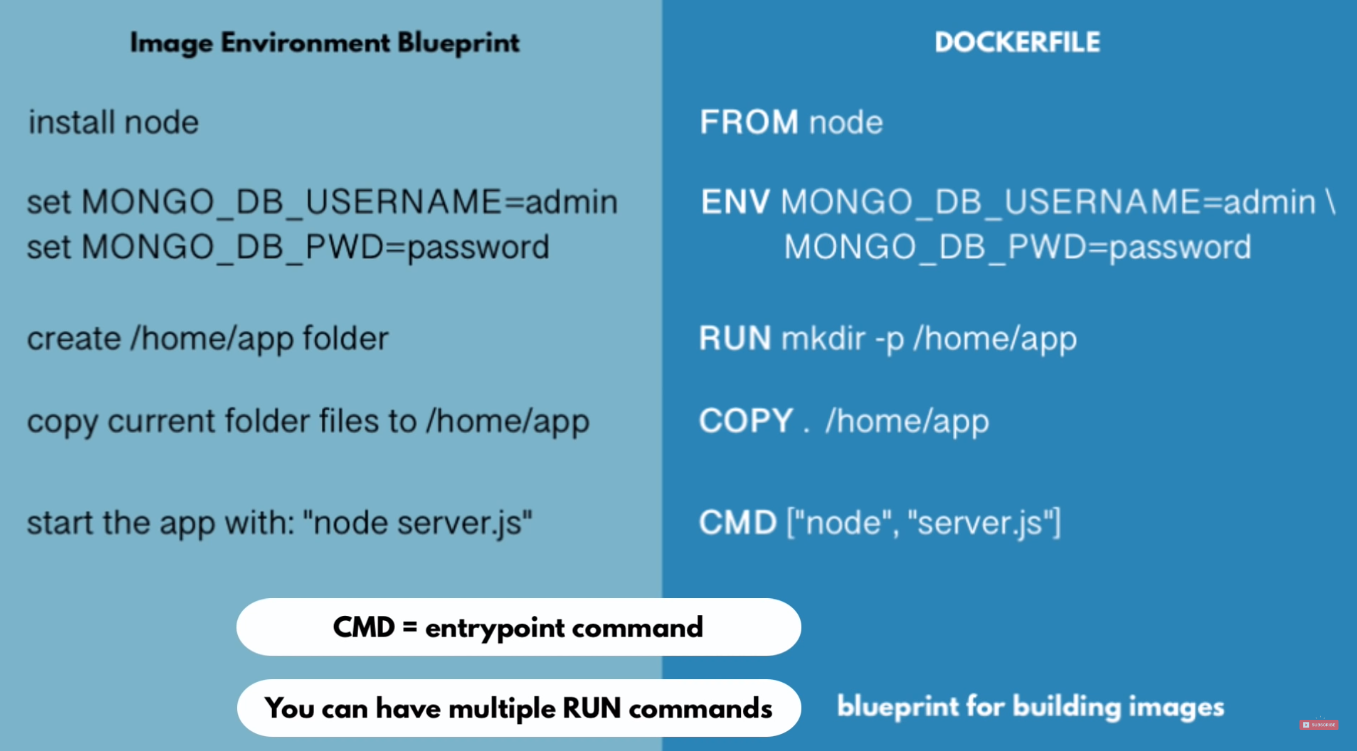 Image Environment Blueprint
DOCKERFILE
install node
FROM node
set MONGO_DB_USERNAME=admin
ENV MONGO_DB_USERNAME=admin \
set MONGO_DB_PWD=password
MONGO_DB_PWD=password
create /home/app folder
RUN mkdir -p /home/app
copy current folder files to /home/app
COPY . /home/app
start the app with: "node server.js"
CMD ["node", "server.js"]
CMD = entrypoint command
You can have multiple RUN commands
blueprint for building images
SUBSCRIBE